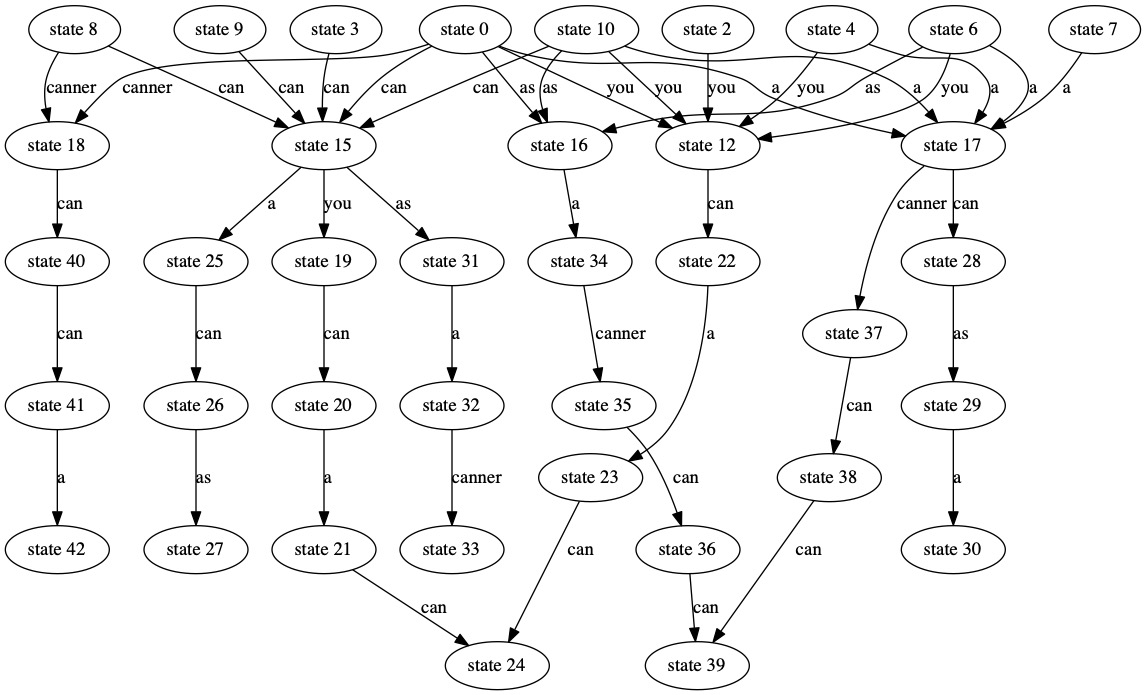 state 8 state 9 state 3 state 0 state 10 state 2 state 4 state 6 state 7
canner canner can can can can can as as you you you you a a as you a a a
state 18 state 15 state 16 state 12 state 17
can a you as a can canner can
state 40 state 25 state 19 state 31 state 34 state 22 state 28
state 37
can can can a canner a as
state 41 state 26 state 20 state 32 state 35 state 29
can
a as a canner state 23 can state 38 a
state 42 state 27 state 21 state 33 state 36 state 30
can can
can can
state 24 state 39